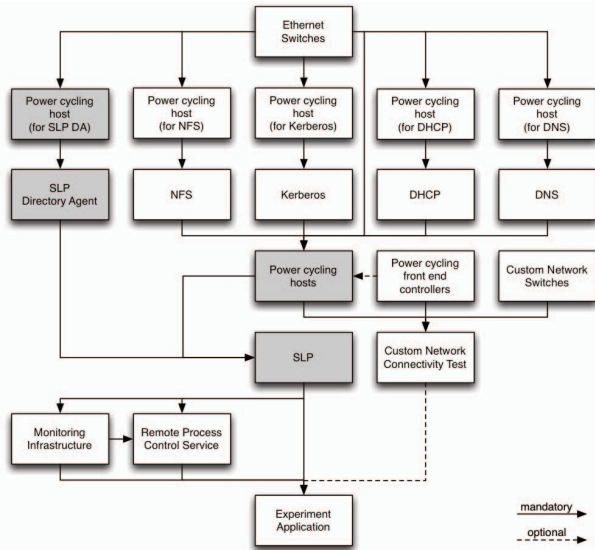 Ethernet
Switches
Power cycling
host
(for SLP DA)
Power cycling
host
(for NFS)
Power cycling
host
(for Kerberos)
Power cycling
host
(for DHCP)
Power cycling
host
(for DNS)
SLP
Directory Agent
NFS
Kerberos
DHCP
DNS
Power cycling
hosts
Power cycling
front end
controllers
Custom Network
Switches
SLP
Custom Network
Connectivity Test
Monitoring
Infrastructure
Remote Process
Control Service
Experiment
Application
mandatory
optional